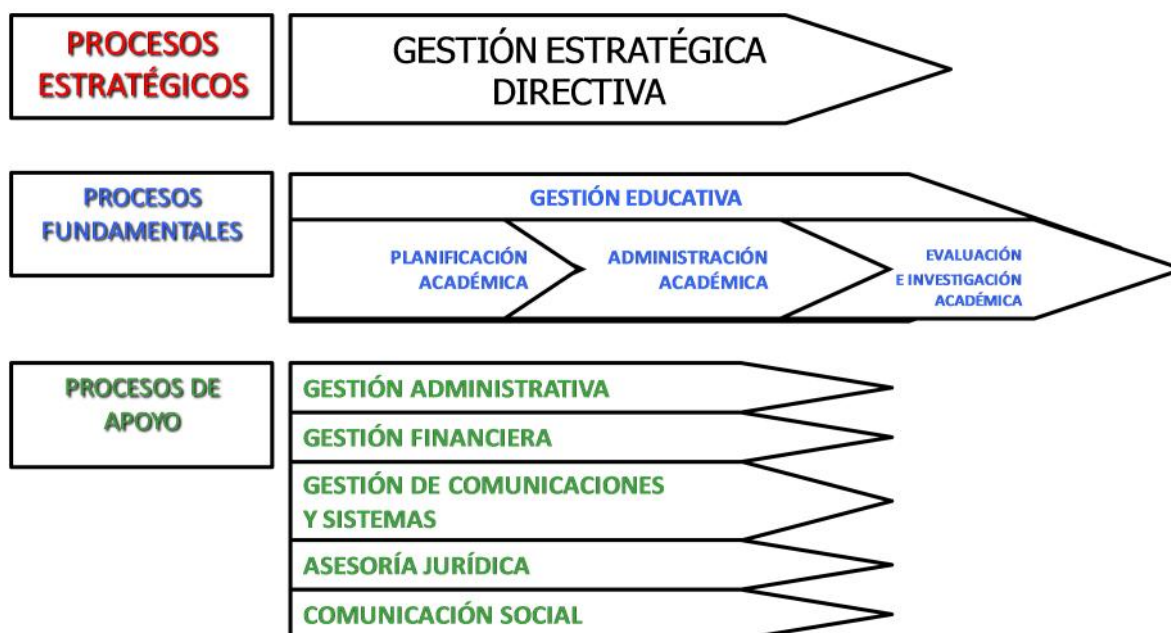 PROCESOS
ESTRATÉGICOS
GESTIÓN ESTRATÉGICA
DIRECTIVA
PROCESOS
FUNDAMENTALES
GESTIÓN EDUCATIVA
PLANIFICACIÓN
ACADÉMICA
ADMINISTRACIÓN
ACADÉMICA
EVALUACIÓN
E INVESTIGACIÓN
ACADÉMICA
PROCESOS DE
APOYO
GESTIÓN ADMINISTRATIVA
GESTIÓN FINANCIERA
GESTIÓN DE COMUNICACIONES
Y SISTEMAS
ASESORÍA JURÍDICA
COMUNICACIÓN SOCIAL